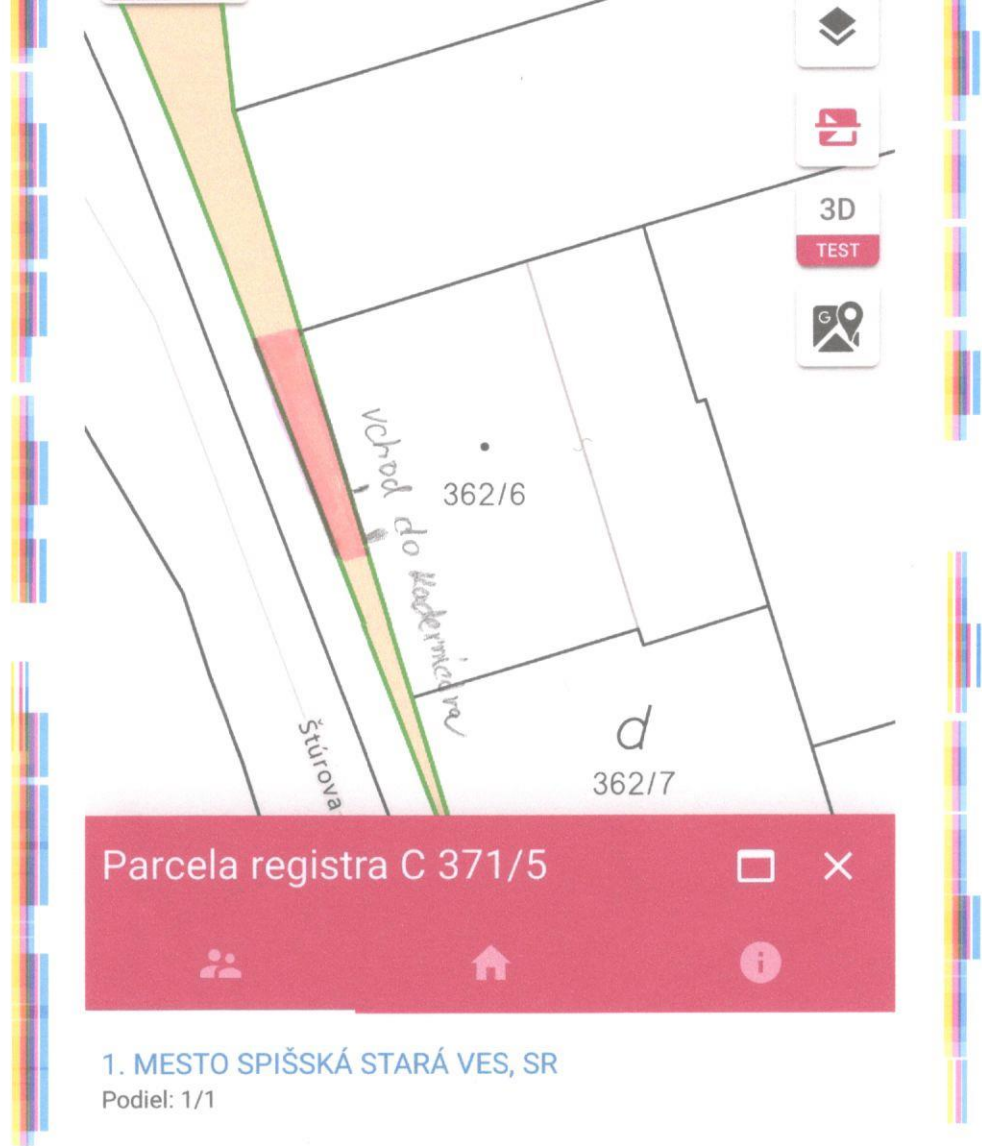 3D
TEST
G
vchod do kaderníctva
362/6
d
362/7
Štúrova
Parcela registra C 371/5
1. MESTO SPIŠSKÁ STARÁ VES, SR
Podiel: 1/1